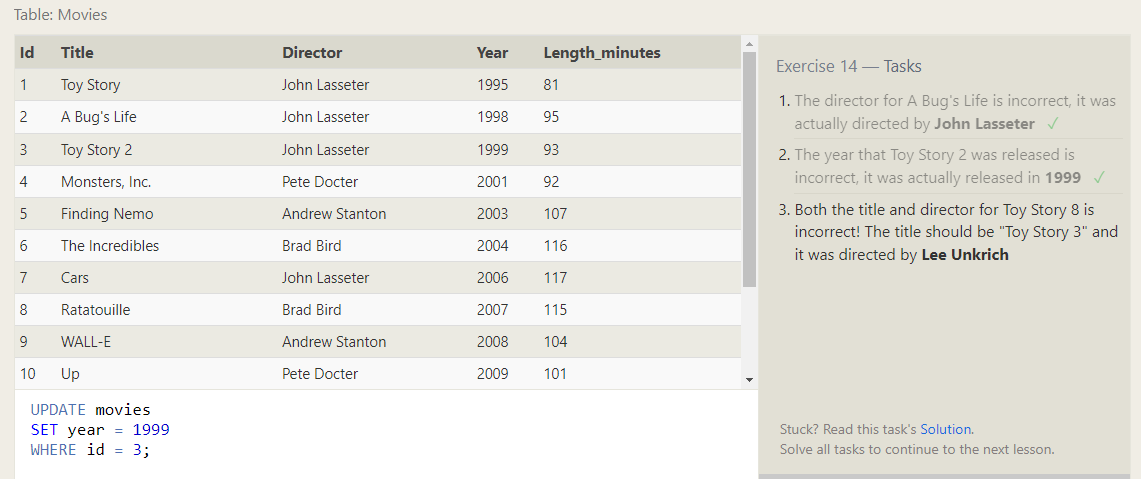 Table: Movies
Id Title Director Year Length_minutes
1 Toy Story John Lasseter 1995 81
2 A Bug's Life John Lasseter 1998 95
3 Toy Story 2 John Lasseter 1999 93
4 Monsters, Inc. Pete Docter 2001 92
5 Finding Nemo Andrew Stanton 2003 107
6 The Incredibles Brad Bird 2004 116
7 Cars John Lasseter 2006 117
8 Ratatouille Brad Bird 2007 115
9 WALL-E Andrew Stanton 2008 104
10 Up Pete Docter 2009 101
UPDATE movies
SET year = 1999
WHERE id = 3;
Exercise 14 — Tasks
1. The director for A Bug's Life is incorrect, it was
actually directed by John Lasseter ✓
2. The year that Toy Story 2 was released is
incorrect, it was actually released in 1999 ✓
3. Both the title and director for Toy Story 8 is
incorrect! The title should be "Toy Story 3" and
it was directed by Lee Unkrich
Stuck? Read this task's Solution.
Solve all tasks to continue to the next lesson.